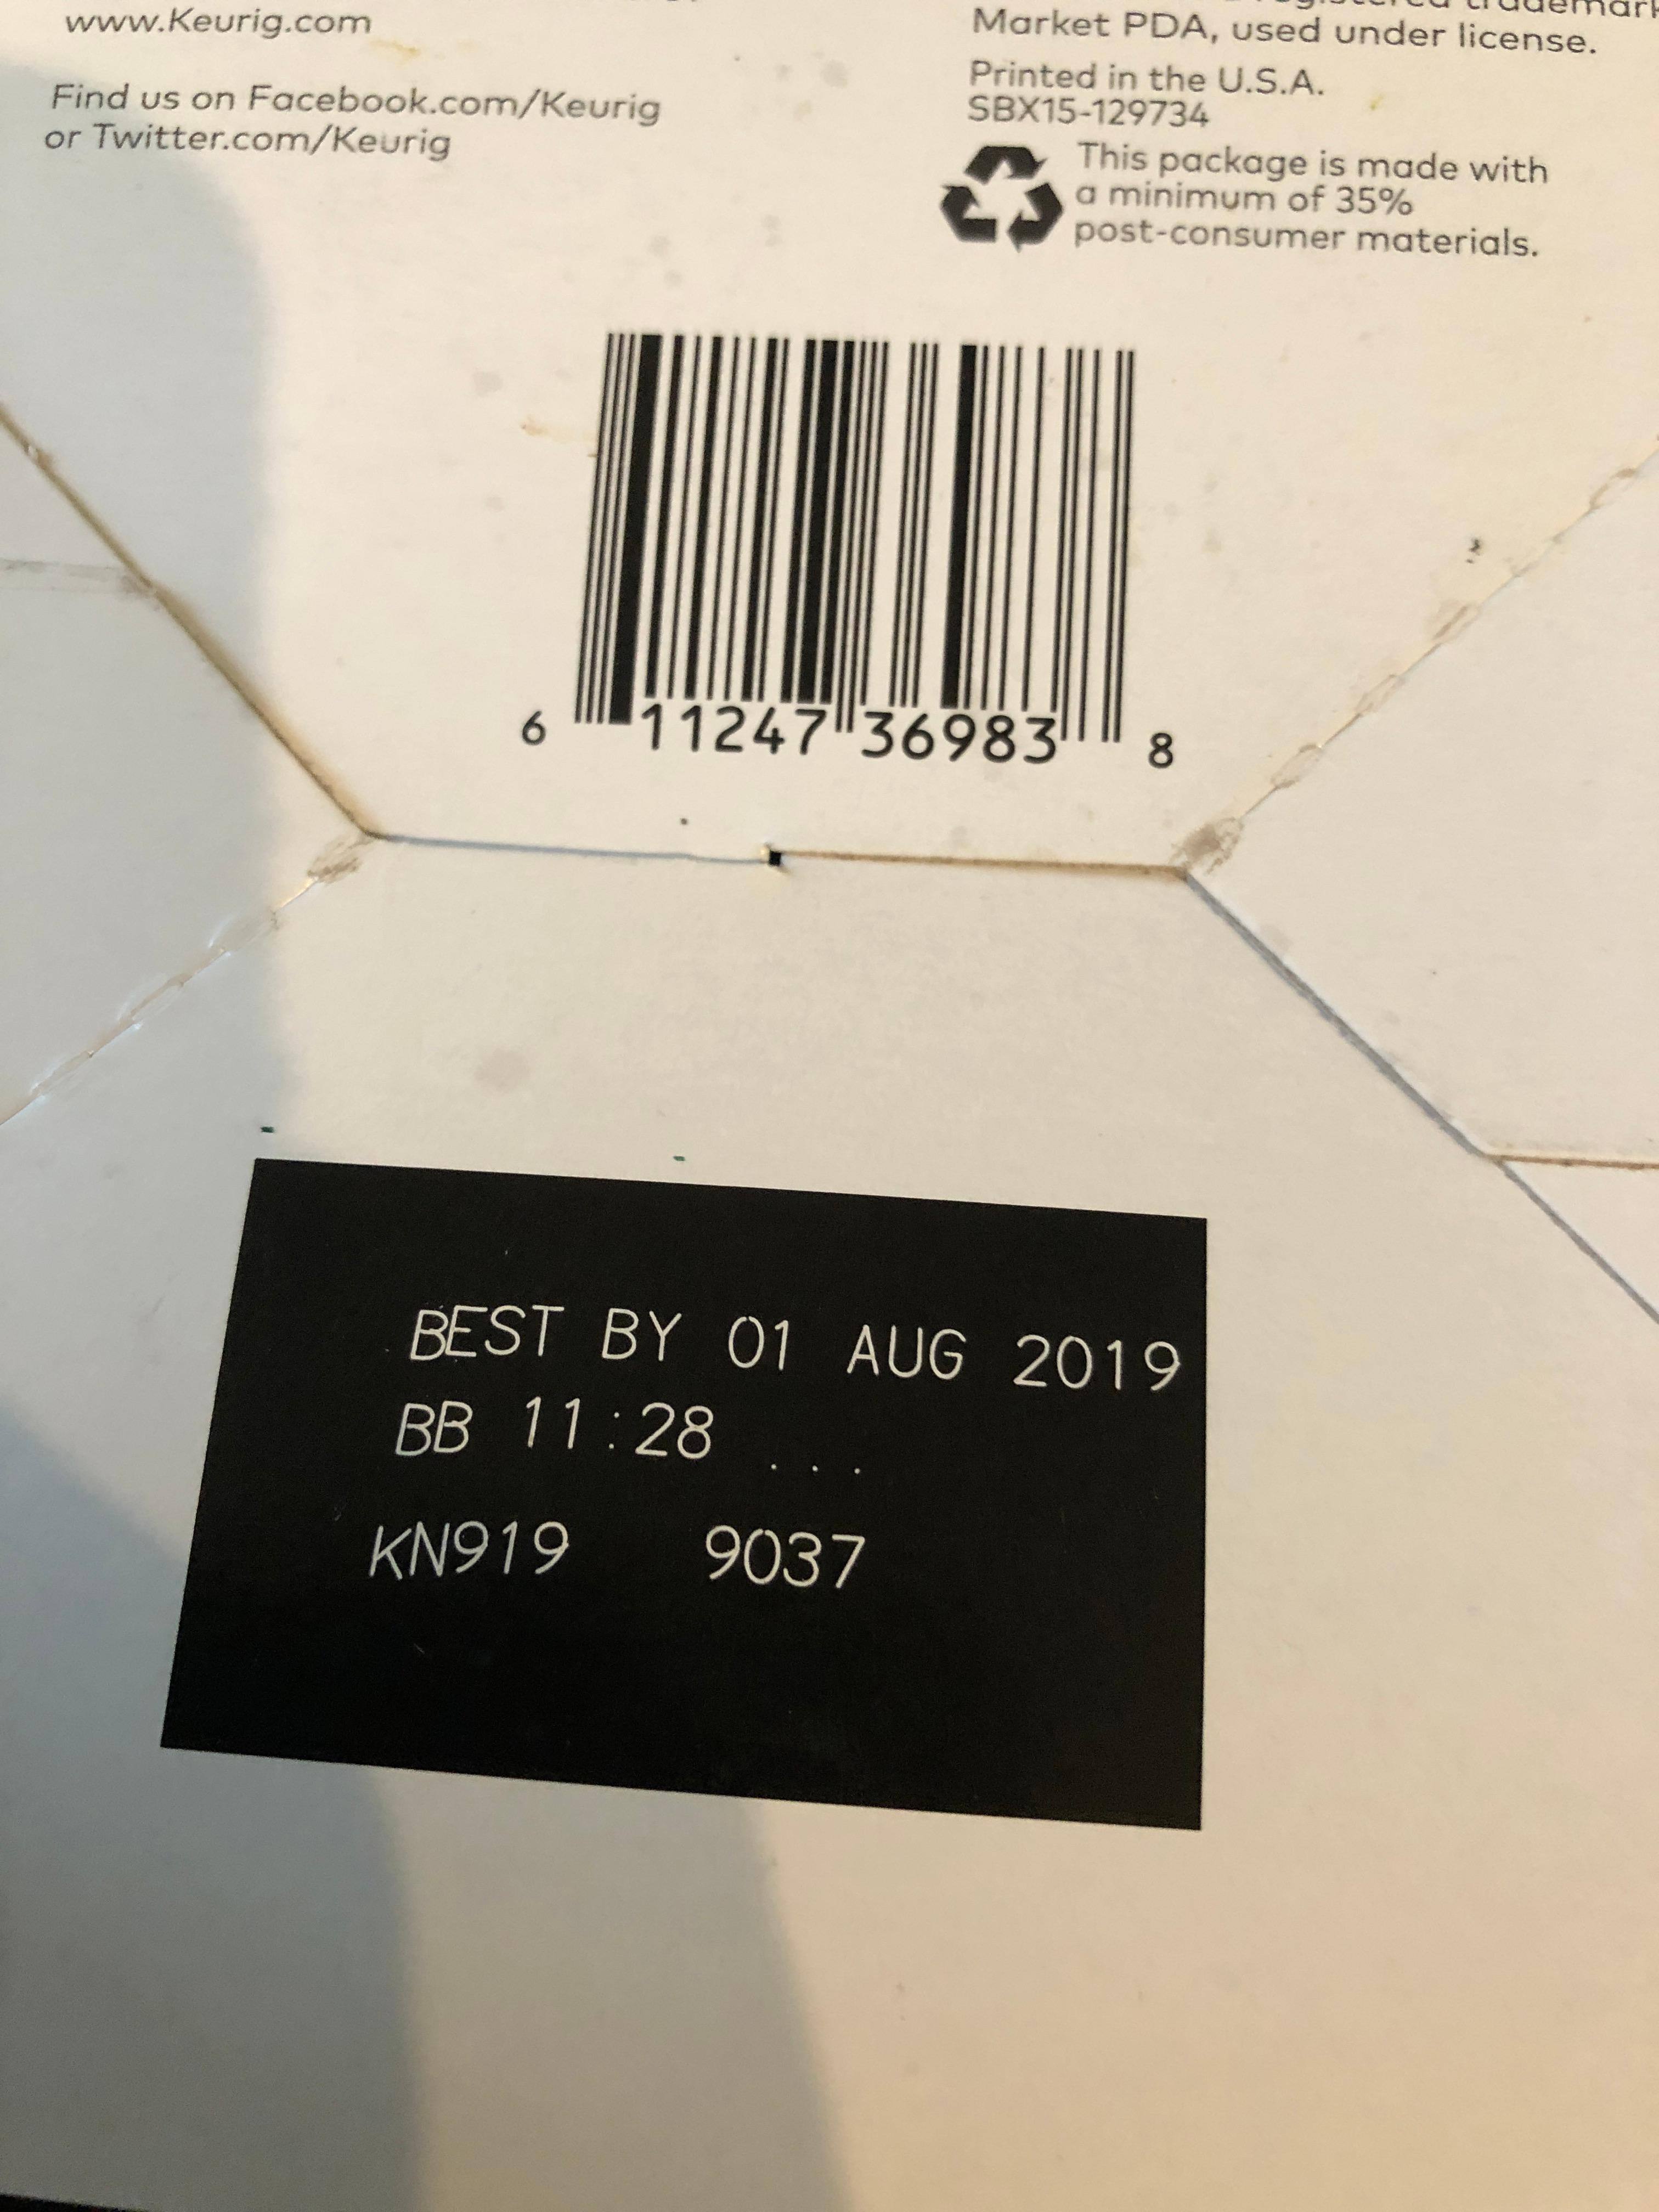 www.Keurig.com
Find us on Facebook.com/Keurig
or Twitter.com/Keurig
registered trademark
Market PDA, used under license.
Printed in the U.S.A.
SBX15-129734
This package is made with
a minimum of 35%
post-consumer materials.
6 11247 36983 8
BEST BY 01 AUG 2019
BB 11:28 ...
KN919 9037